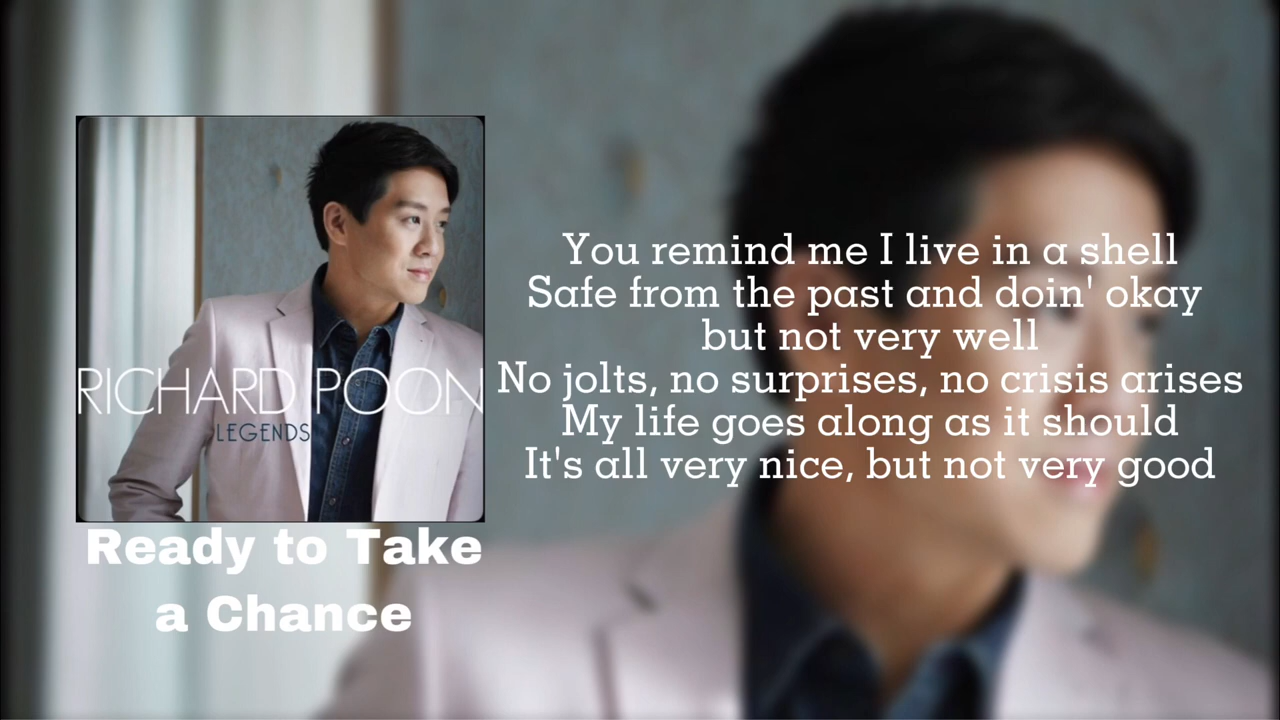 RICHARD POON
LEGENDS
Ready to Take
a Chance
You remind me I live in a shell
Safe from the past and doin' okay
but not very well
No jolts, no surprises, no crisis arises
My life goes along as it should
It's all very nice, but not very good